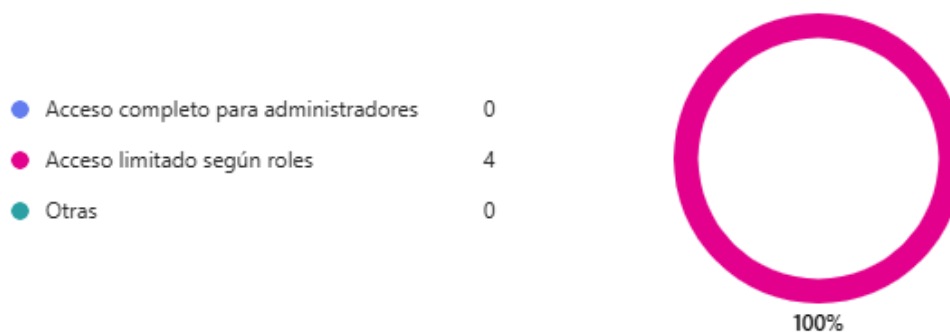 Acceso completo para administradores 0
Acceso limitado según roles 4
Otras 0
100%